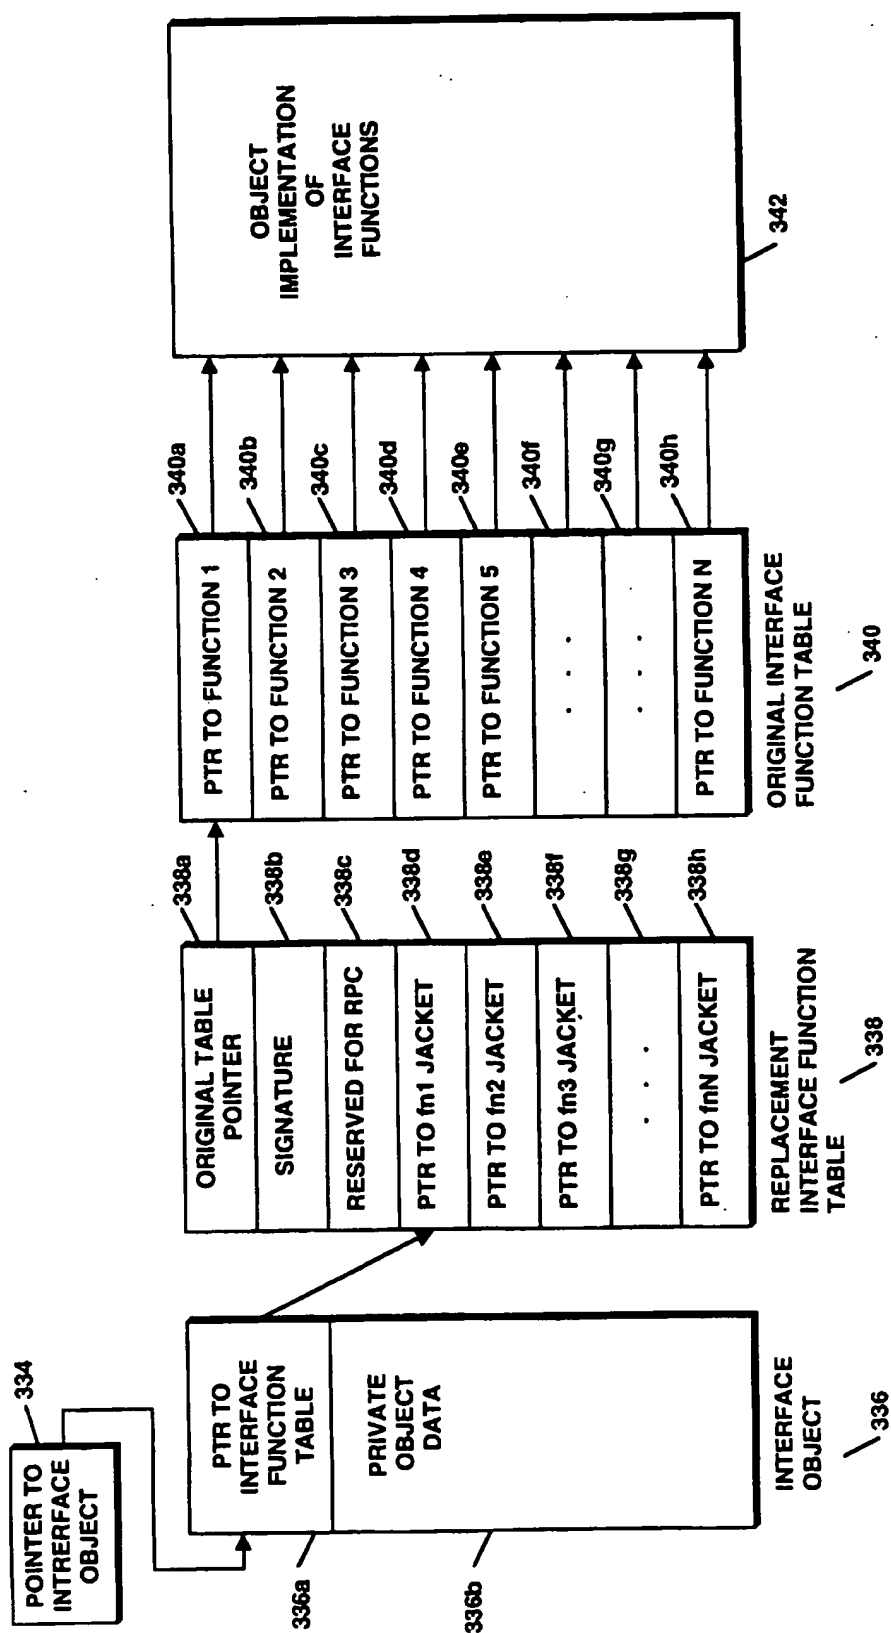 POINTER TO
INTRERFACE
OBJECT
334
PTR TO
INTERFACE
FUNCTION
TABLE
PRIVATE
OBJECT
DATA
336a
336b
INTERFACE
OBJECT
336
ORIGINAL TABLE
POINTER
SIGNATURE
RESERVED FOR RPC
PTR TO fn1 JACKET
PTR TO fn2 JACKET
PTR TO fn3 JACKET
. . .
PTR TO fnN JACKET
338a
338b
338c
338d
338e
338f
338g
338h
REPLACEMENT
INTERFACE FUNCTION
TABLE
338
PTR TO FUNCTION 1
PTR TO FUNCTION 2
PTR TO FUNCTION 3
PTR TO FUNCTION 4
PTR TO FUNCTION 5
. . .
. . .
PTR TO FUNCTION N
340a
340b
340c
340d
340e
340f
340g
340h
ORIGINAL INTERFACE
FUNCTION TABLE
340
OBJECT
IMPLEMENTATION
OF
INTERFACE
FUNCTIONS
342